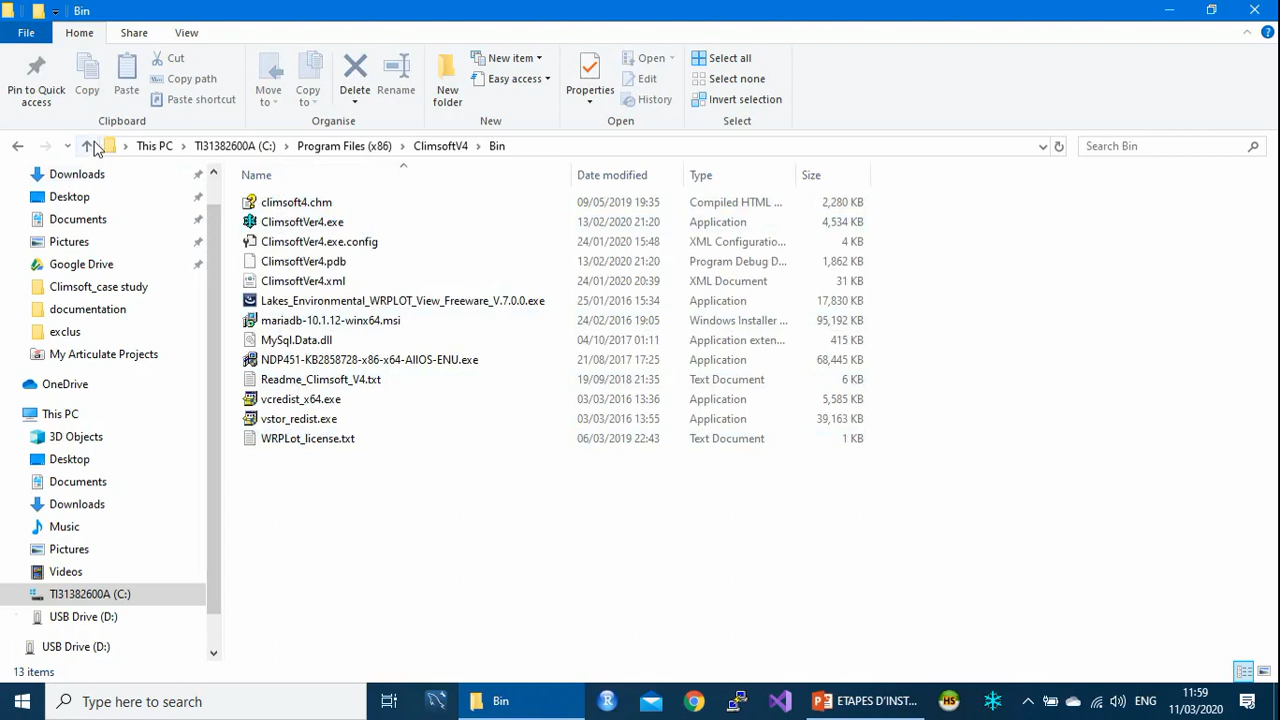 Bin
File Home Share View
Pin to Quick access
Copy
Paste
Cut
Copy path
Paste shortcut
Move to
Copy to
Delete
Rename
New folder
New item
Easy access
Properties
Open
Edit
History
Select all
Select none
Invert selection
Clipboard Organise New Open Select
This PC TI31382600A (C:) Program Files (x86) ClimsoftV4 Bin
Search Bin
Downloads
Desktop
Documents
Pictures
Google Drive
Climsoft_case study
documentation
exclus
My Articulate Projects
OneDrive
This PC
3D Objects
Desktop
Documents
Downloads
Music
Pictures
Videos
TI31382600A (C:)
USB Drive (D:)
USB Drive (D:)
Name Date modified Type Size
climsoft4.chm 09/05/2019 19:35 Compiled HTML ... 2,280 KB
ClimsoftVer4.exe 13/02/2020 21:20 Application 4,534 KB
ClimsoftVer4.exe.config 24/01/2020 15:48 XML Configuratio... 4 KB
ClimsoftVer4.pdb 13/02/2020 21:20 Program Debug D... 1,862 KB
ClimsoftVer4.xml 24/01/2020 20:39 XML Document 31 KB
Lakes_Environmental_WRPLOT_View_Freeware_V.7.0.0.exe 25/01/2016 15:34 Application 17,830 KB
mariadb-10.1.12-winx64.msi 24/02/2016 19:05 Windows Installer ... 95,192 KB
MySql.Data.dll 04/10/2017 01:11 Application exten... 415 KB
NDP451-KB2858728-x86-x64-AllOS-ENU.exe 21/08/2017 17:25 Application 68,445 KB
Readme_Climsoft_V4.txt 19/09/2018 21:35 Text Document 6 KB
vcredist_x64.exe 03/03/2016 13:36 Application 5,585 KB
vstor_redist.exe 03/03/2016 13:55 Application 39,163 KB
WRPLot_license.txt 06/03/2019 22:43 Text Document 1 KB
13 items
Type here to search
Bin
ETAPES D'INST...
HS
ENG
11:59
11/03/2020